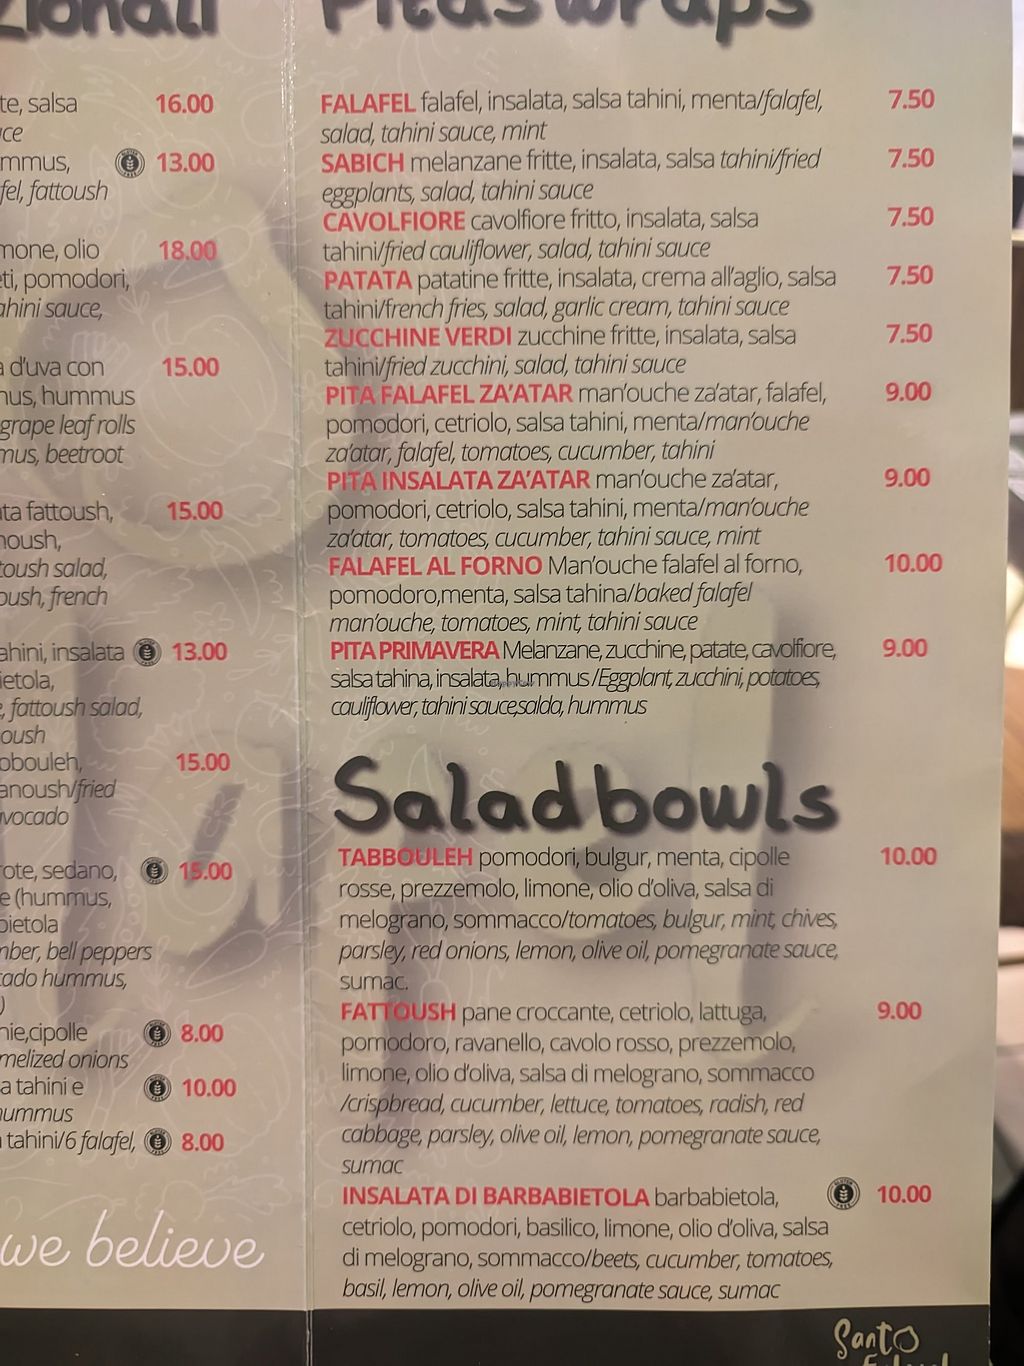 zionali
te, salsa 16.00
ce
mmus, 13.00
fel, fattoush
mone, olio 18.00
eti, pomodori,
ahini sauce,
a d'uva con 15.00
nus, hummus
grape leaf rolls
mus, beetroot
ata fattoush, 15.00
noush,
toush salad,
oush, french
ahini, insalata 13.00
ietola,
e, fattoush salad,
oush
obouleh, 15.00
anoush/fried
avocado
rote, sedano, 15.00
e (hummus,
bietola
mber, bell peppers
cado hummus,
)
nie,cipolle 8.00
melized onions
a tahini e 10.00
hummus
a tahini/6 falafel, 8.00
we believe
Pitas wraps
FALAFEL falafel, insalata, salsa tahini, menta/falafel, 7.50
salad, tahini sauce, mint
SABICH melanzane fritte, insalata, salsa tahini/fried 7.50
eggplants, salad, tahini sauce
CAVOLFIORE cavolfiore fritto, insalata, salsa 7.50
tahini/fried cauliflower, salad, tahini sauce
PATATA patatine fritte, insalata, crema all'aglio, salsa 7.50
tahini/french fries, salad, garlic cream, tahini sauce
ZUCCHINE VERDI zucchine fritte, insalata, salsa 7.50
tahini/fried zucchini, salad, tahini sauce
PITA FALAFEL ZA'ATAR man'ouche za'atar, falafel, 9.00
pomodori, cetriolo, salsa tahini, menta/man'ouche
za'atar, falafel, tomatoes, cucumber, tahini
PITA INSALATA ZA'ATAR man'ouche za'atar, 9.00
pomodori, cetriolo, salsa tahini, menta/man'ouche
za'atar, tomatoes, cucumber, tahini sauce, mint
FALAFEL AL FORNO Man'ouche falafel al forno, 10.00
pomodoro,menta, salsa tahina/baked falafel
man'ouche, tomatoes, mint, tahini sauce
PITA PRIMAVERA Melanzane, zucchine, patate, cavolfiore, 9.00
salsa tahina, insalata, hummus /Eggplant, zucchini, potatoes,
cauliflower, tahini sauce,salda, hummus
Salad bowls
TABBOULEH pomodori, bulgur, menta, cipolle 10.00
rosse, prezzemolo, limone, olio d'oliva, salsa di
melograno, sommacco/tomatoes, bulgur, mint, chives,
parsley, red onions, lemon, olive oil, pomegranate sauce,
sumac.
FATTOUSH pane croccante, cetriolo, lattuga, 9.00
pomodoro, ravanello, cavolo rosso, prezzemolo,
limone, olio d'oliva, salsa di melograno, sommacco
/crispbread, cucumber, lettuce, tomatoes, radish, red
cabbage, parsley, olive oil, lemon, pomegranate sauce,
sumac
INSALATA DI BARBABIETOLA barbabietola, 10.00
cetriolo, pomodori, basilico, limone, olio d'oliva, salsa
di melograno, sommacco/beets, cucumber, tomatoes,
basil, lemon, olive oil, pomegranate sauce, sumac
Santo